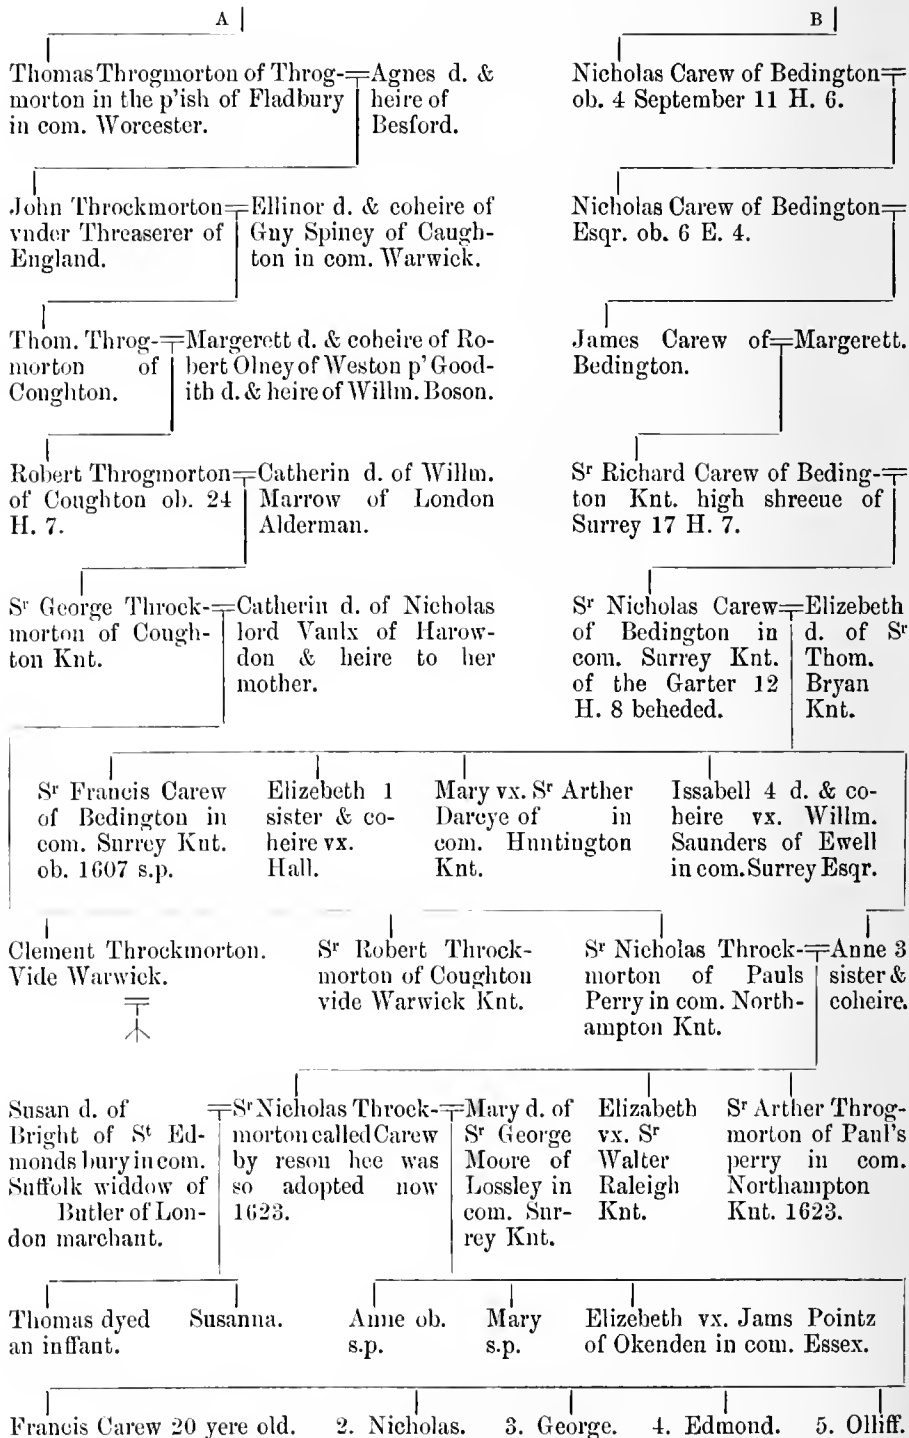 A B
Thomas Throgmorton of Throg-
morton in the p'ish of Fladbury
in com. Worcester.
Agnes d. &
heire of
Besford.
Nicholas Carew of Bedington
ob. 4 September 11 H. 6.
John Throckmorton
vnder Threaserer of
England.
Ellinor d. & coheire of
Guy Spiney of Caugh-
ton in com. Warwick.
Nicholas Carew of Bedington
Esqr. ob. 6 E. 4.
Thom. Throg-
morton of
Coughton.
Margerett d. & coheire of Ro-
bert Olney of Weston p' Good-
ith d. & heire of Willm. Boson.
James Carew of
Bedington.
Margerett.
Robert Throgmorton
of Coughton ob. 24
H. 7.
Catherin d. of Willm.
Marrow of London
Alderman.
Sr Richard Carew of Beding-
ton Knt. high shreeue of
Surrey 17 H. 7.
Sr George Throck-
morton of Cough-
ton Knt.
Catherin d. of Nicholas
lord Vaulx of Harow-
don & heire to her
mother.
Sr Nicholas Carew
of Bedington in
com. Surrey Knt.
of the Garter 12
H. 8 beheded.
Elizebeth
d. of Sr
Thom.
Bryan
Knt.
Sr Francis Carew
of Bedington in
com. Surrey Knt.
ob. 1607 s.p.
Elizebeth 1
sister & co-
heire vx.
Hall.
Mary vx. Sr Arther
Darcye of in
com. Huntington
Knt.
Issabell 4 d. & co-
heire vx. Willm.
Saunders of Ewell
in com. Surrey Esqr.
Clement Throckmorton.
Vide Warwick.
Sr Robert Throck-
morton of Coughton
vide Warwick Knt.
Sr Nicholas Throck-
morton of Pauls
Perry in com. North-
ampton Knt.
Anne 3
sister &
coheire.
Susan d. of
Bright of St Ed-
monds bury in com.
Suffolk widdow of
Butler of Lon-
don marchant.
Sr Nicholas Throck-
morton called Carew
by reson hee was
so adopted now
1623.
Mary d. of
Sr George
Moore of
Lossley in
com. Sur-
rey Knt.
Elizabeth
vx. Sr
Walter
Raleigh
Knt.
Sr Arther Throg-
morton of Paul's
perry in com.
Northampton
Knt. 1623.
Thomas dyed
an inffant.
Susanna.
Anne ob.
s.p.
Mary
s.p.
Elizebeth vx. Jams Pointz
of Okenden in com. Essex.
Francis Carew 20 yere old. 2. Nicholas. 3. George. 4. Edmond. 5. Olliff.